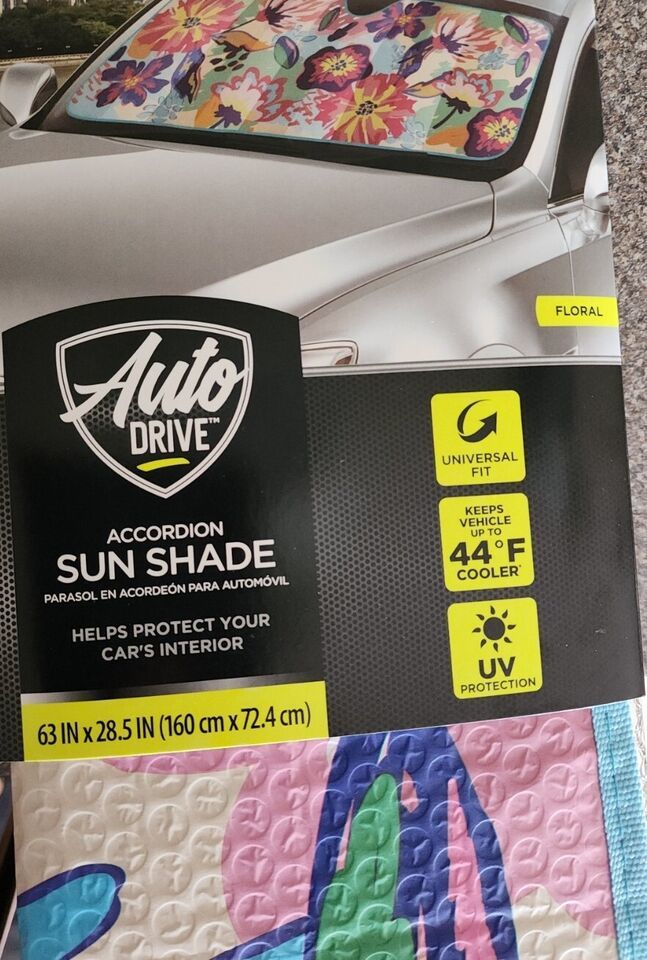 FLORAL
Auto
DRIVE™
ACCORDION
SUN SHADE
PARASOL EN ACORDEÓN PARA AUTOMÓVIL
HELPS PROTECT YOUR
CAR'S INTERIOR
63 IN x 28.5 IN (160 cm x 72.4 cm)
UNIVERSAL
FIT
KEEPS
VEHICLE
UP TO
44°F
COOLER*
UV
PROTECTION